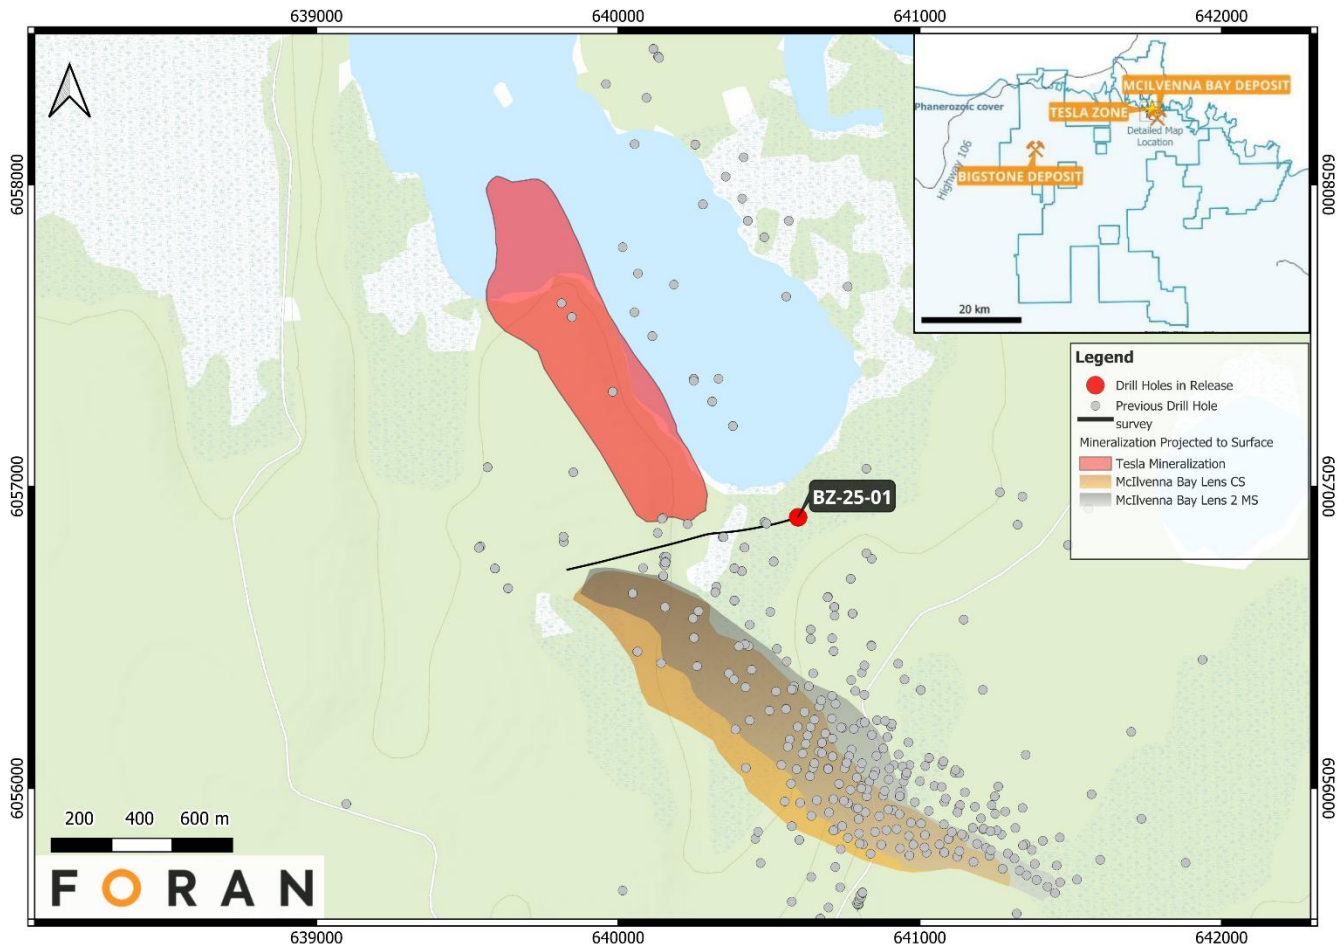 639000
640000
641000
642000
6058000
6057000
6056000
6058000
6057000
6056000
Phanerozoic cover
MCILVENNA BAY DEPOSIT
TESLA ZONE
Detailed Map
Location
Highway 106
BIGSTONE DEPOSIT
20 km
Legend
Drill Holes in Release
Previous Drill Hole
survey
Mineralization Projected to Surface
Tesla Mineralization
McIlvenna Bay Lens CS
McIlvenna Bay Lens 2 MS
BZ-25-01
200 400 600 m
FORAN
639000
640000
641000
642000